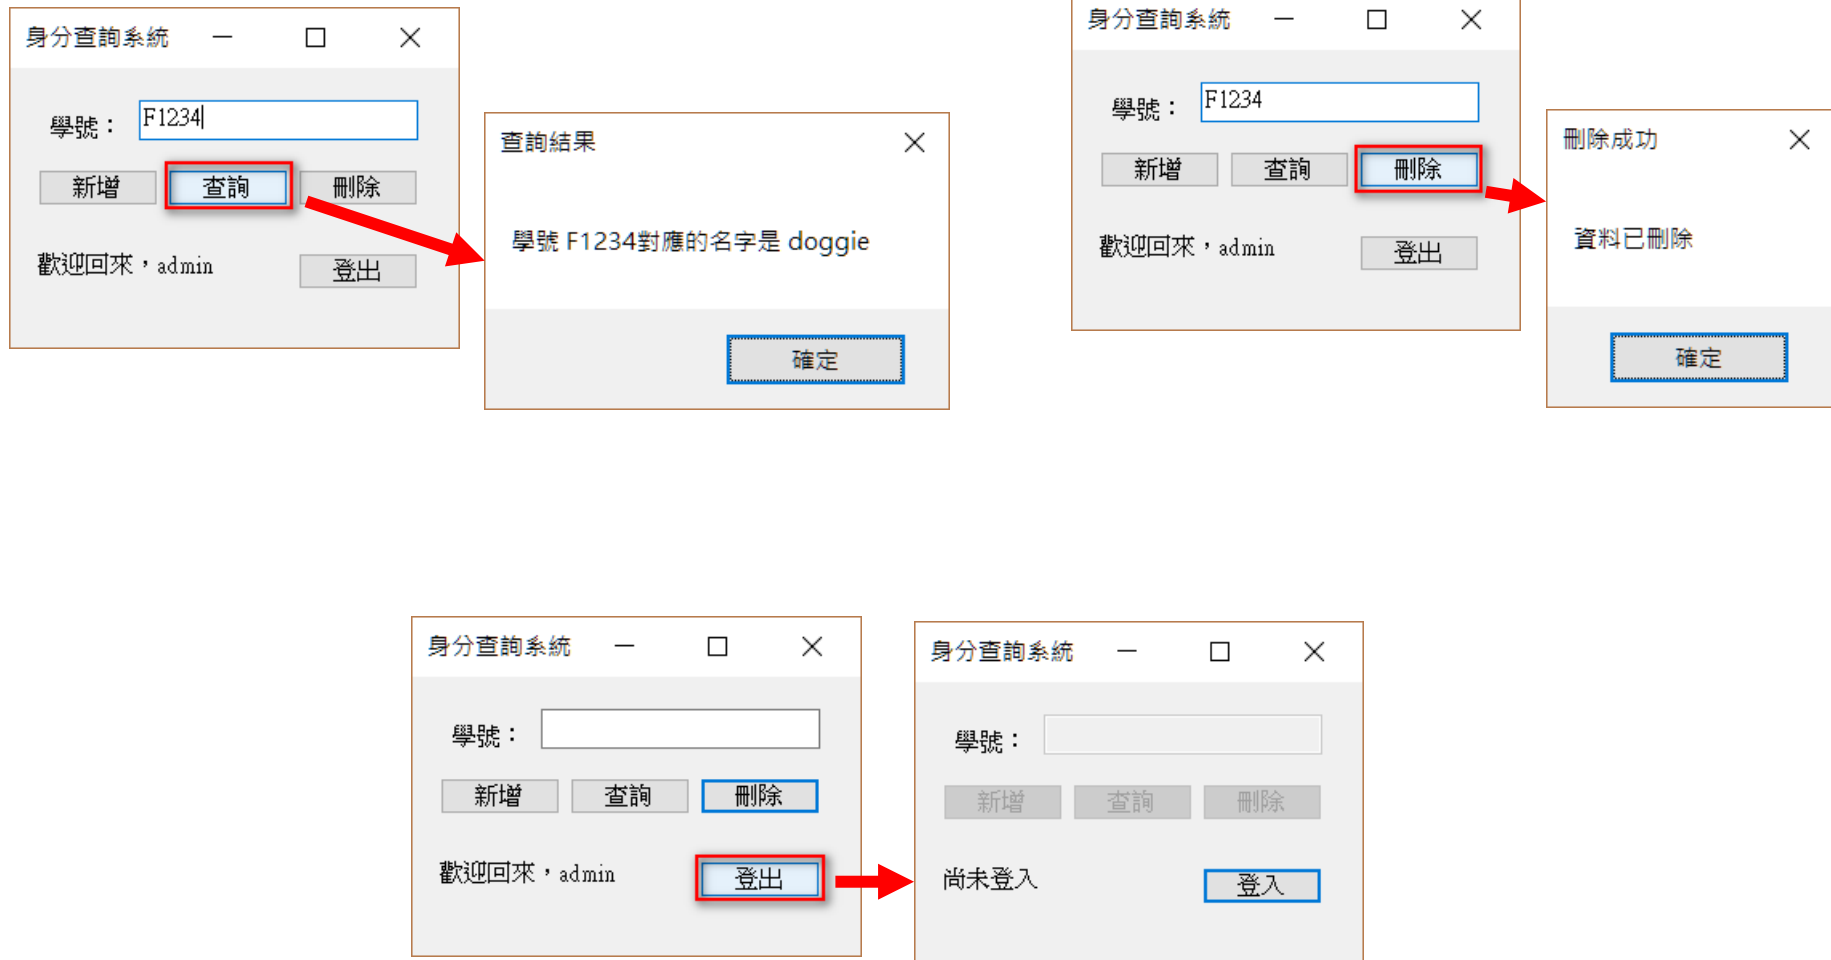 身分查詢系統
學號：
F1234
新增
查詢
刪除
歡迎回來，admin
登出
查詢結果
學號 F1234對應的名字是 doggie
確定
身分查詢系統
學號：
F1234
新增
查詢
刪除
歡迎回來，admin
登出
刪除成功
資料已刪除
確定
身分查詢系統
學號：
新增
查詢
刪除
歡迎回來，admin
登出
身分查詢系統
學號：
新增
查詢
刪除
尚未登入
登入